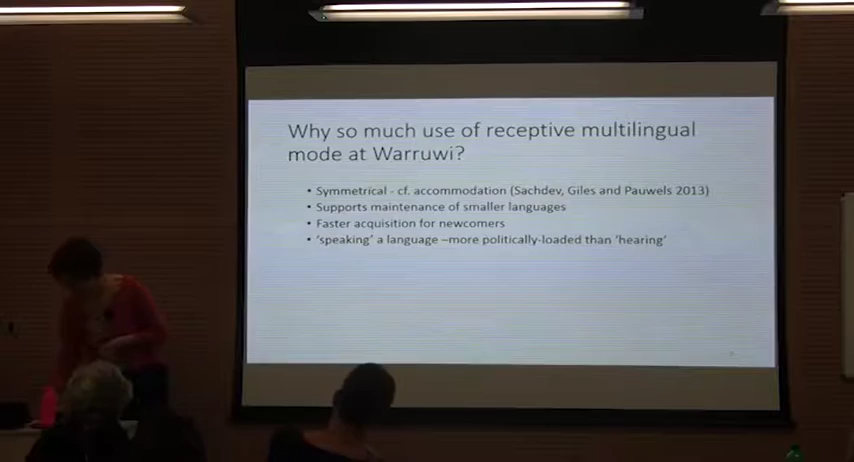 Why so much use of receptive multilingual
mode at Warruwi?
• Symmetrical - cf. accommodation (Sachdev, Giles and Pauwels 2013)
• Supports maintenance of smaller languages
• Faster acquisition for newcomers
• 'speaking' a language –more politically-loaded than 'hearing'